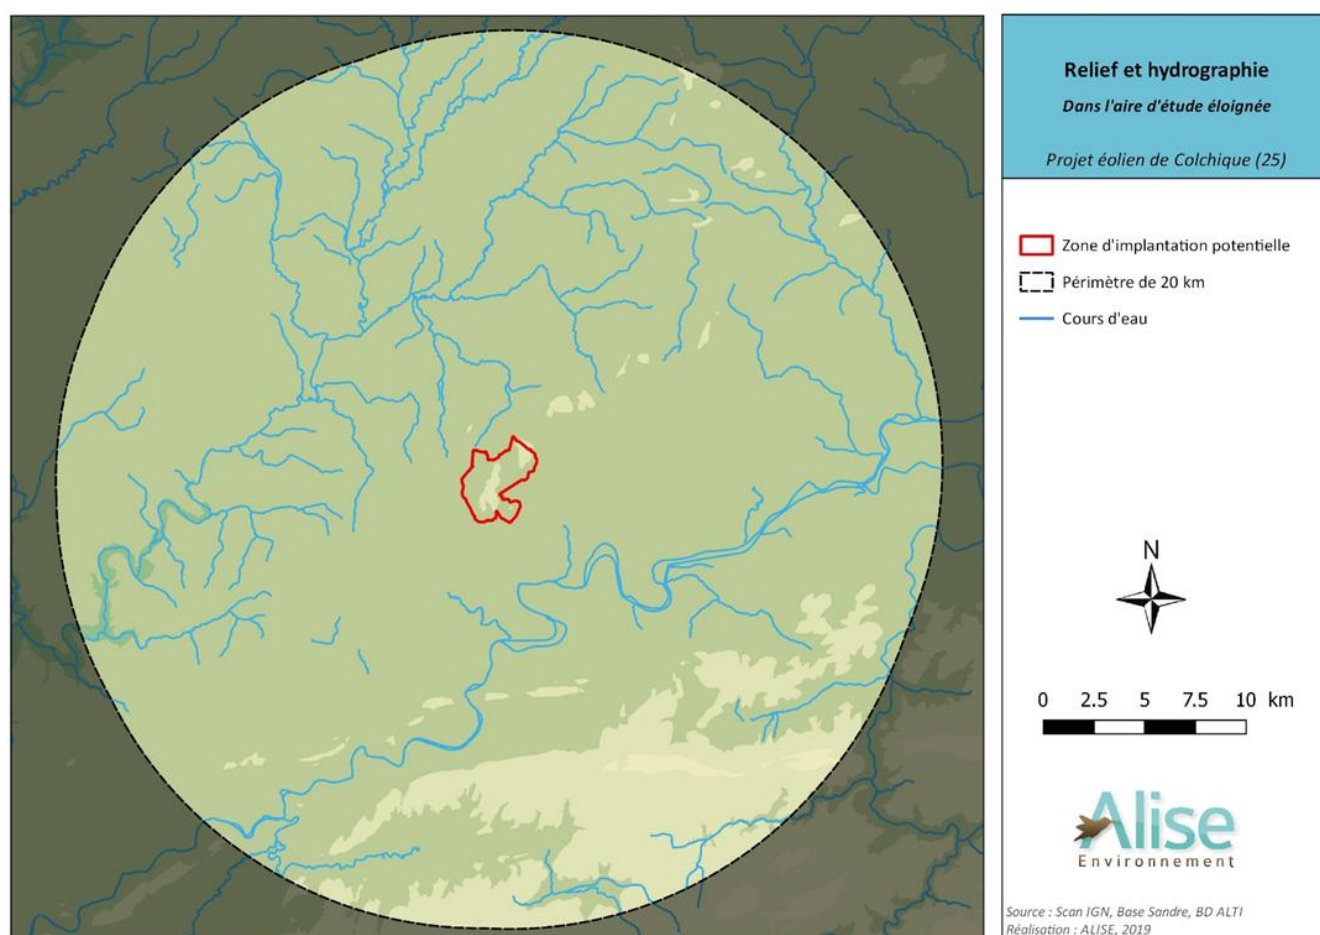 Relief et hydrographie
Dans l'aire d'étude éloignée
Projet éolien de Colchique (25)
Zone d'implantation potentielle
Périmètre de 20 km
Cours d'eau
N
0 2.5 5 7.5 10 km
Alise
Environnement
Source : Scan IGN, Base Sandre, BD ALTI
Réalisation : ALISE, 2019